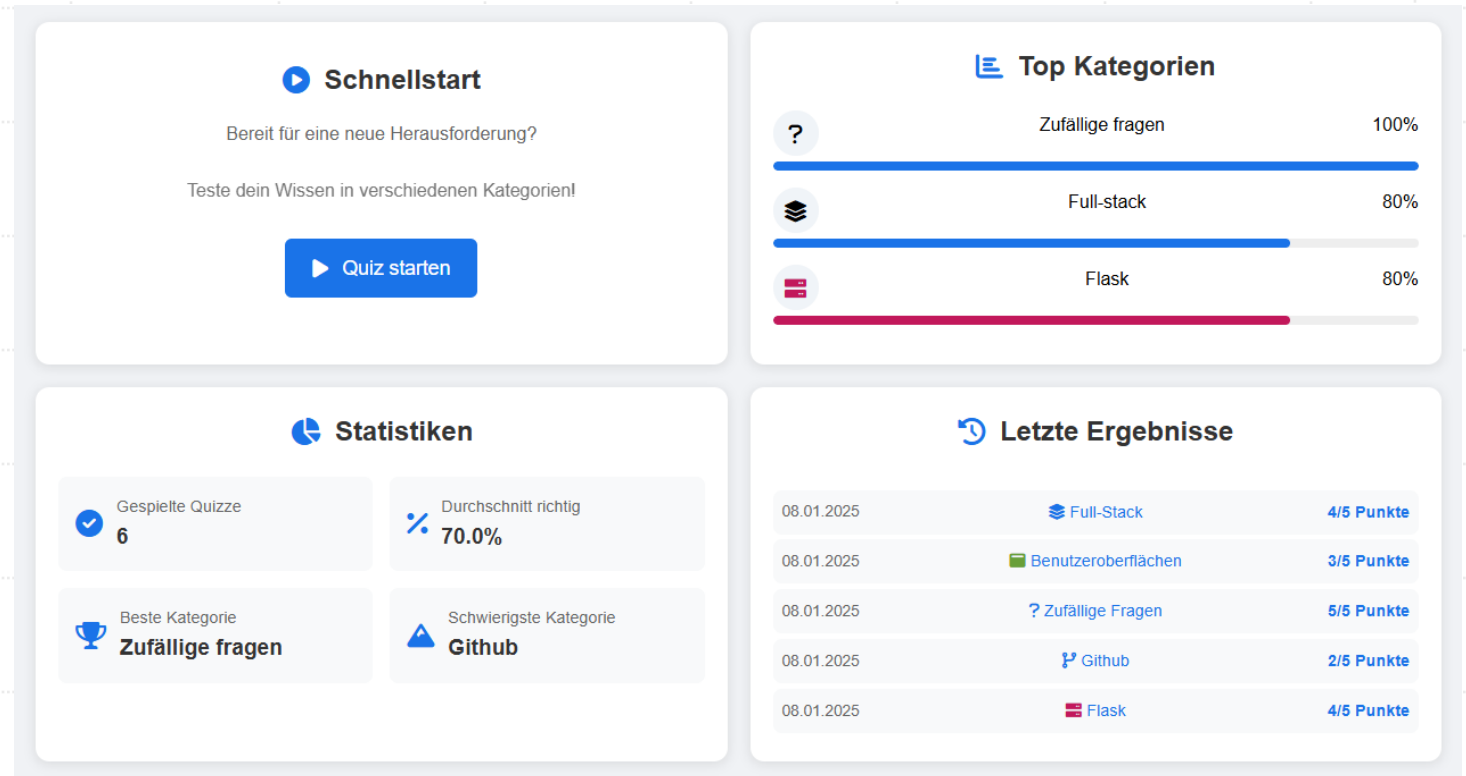 Schnellstart
Bereit für eine neue Herausforderung?
Teste dein Wissen in verschiedenen Kategorien!
Quiz starten
Top Kategorien
?
Zufällige fragen 100%
Full-stack 80%
Flask 80%
Statistiken
Gespielte Quizze
6
Durchschnitt richtig
70.0%
Beste Kategorie
Zufällige fragen
Schwierigste Kategorie
Github
Letzte Ergebnisse
08.01.2025 Full-Stack 4/5 Punkte
08.01.2025 Benutzeroberflächen 3/5 Punkte
08.01.2025 ? Zufällige Fragen 5/5 Punkte
08.01.2025 Github 2/5 Punkte
08.01.2025 Flask 4/5 Punkte